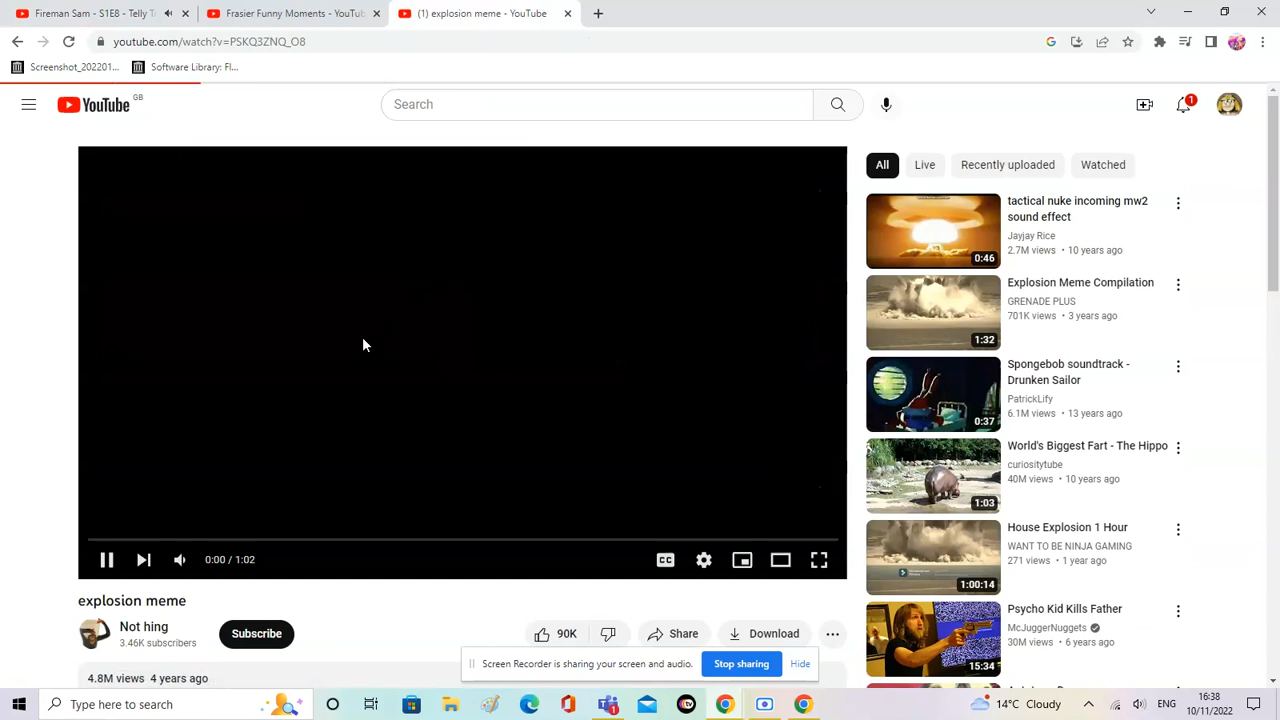 Fireman Sam - S1E8 - Telly T
Frasier Funny Moments - YouTub
(1) explosion meme - YouTube
youtube.com/watch?v=PSKQ3ZNQ_O8
Screenshot_202201...
Software Library: Fl...
YouTube GB
Search
1
All
Live
Recently uploaded
Watched
tactical nuke incoming mw2
sound effect
Jayjay Rice
2.7M views • 10 years ago
0:46
Explosion Meme Compilation
GRENADE PLUS
701K views • 3 years ago
1:32
Spongebob soundtrack -
Drunken Sailor
PatrickLify
6.1M views • 13 years ago
0:37
World's Biggest Fart - The Hippo
curiositytube
40M views • 10 years ago
1:03
House Explosion 1 Hour
WANT TO BE NINJA GAMING
271 views • 1 year ago
1:00:14
Psycho Kid Kills Father
McJuggerNuggets
30M views • 6 years ago
15:34
0:00 / 1:02
explosion meme
Not hing
3.46K subscribers
Subscribe
90K
Share
Download
Screen Recorder is sharing your screen and audio.
Stop sharing
Hide
4.8M views 4 years ago
Type here to search
14°C Cloudy
ENG
16:38
10/11/2022